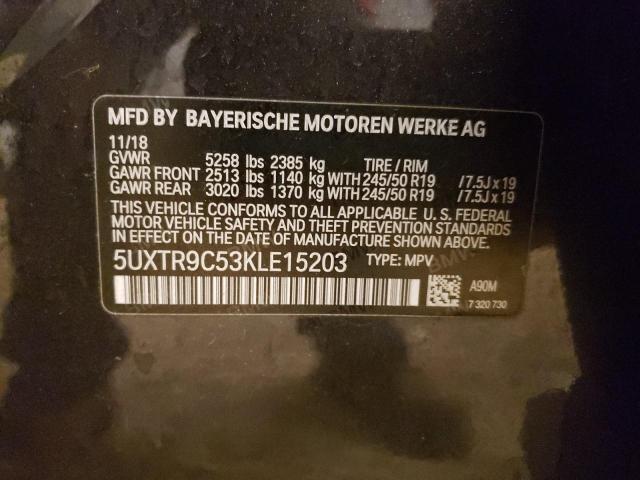 MFD BY BAYERISCHE MOTOREN WERKE AG
11/18
GVWR 5258 lbs 2385 kg TIRE / RIM
GAWR FRONT 2513 lbs 1140 kg WITH 245/50 R19 /7.5J x 19
GAWR REAR 3020 lbs 1370 kg WITH 245/50 R19 /7.5J x 19
THIS VEHICLE CONFORMS TO ALL APPLICABLE U. S. FEDERAL
MOTOR VEHICLE SAFETY AND THEFT PREVENTION STANDARDS
IN EFFECT ON THE DATE OF MANUFACTURE SHOWN ABOVE.
5UXTR9C53KLE15203 TYPE: MPV
A90M
7 320 730